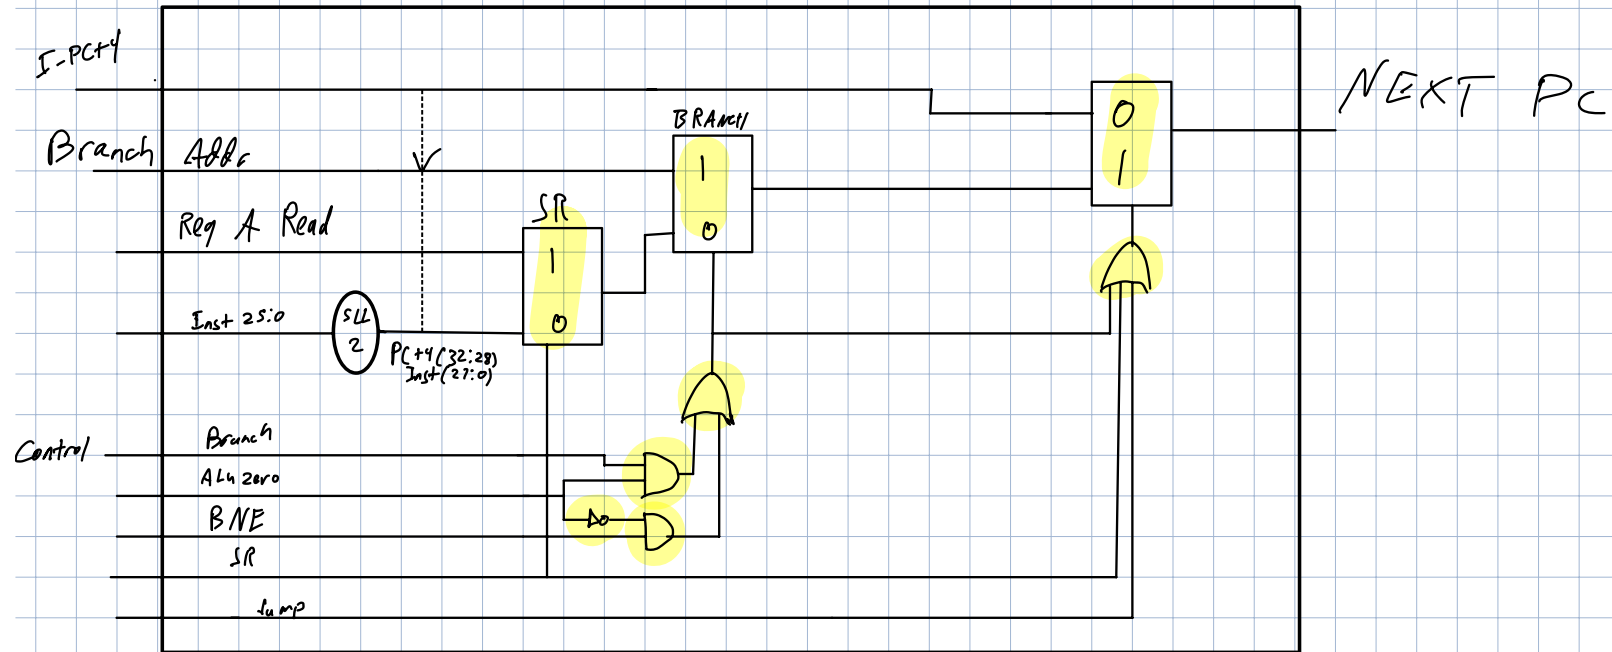 I-PC+4
NEXT PC
BRANCH
0
1
Branch Addr
1
0
SR
Reg A Read
1
0
Inst 25:0
SLL
2
PC+4(32:28)
Inst(27:0)
Control
Branch
ALU zero
BNE
SR
Jump